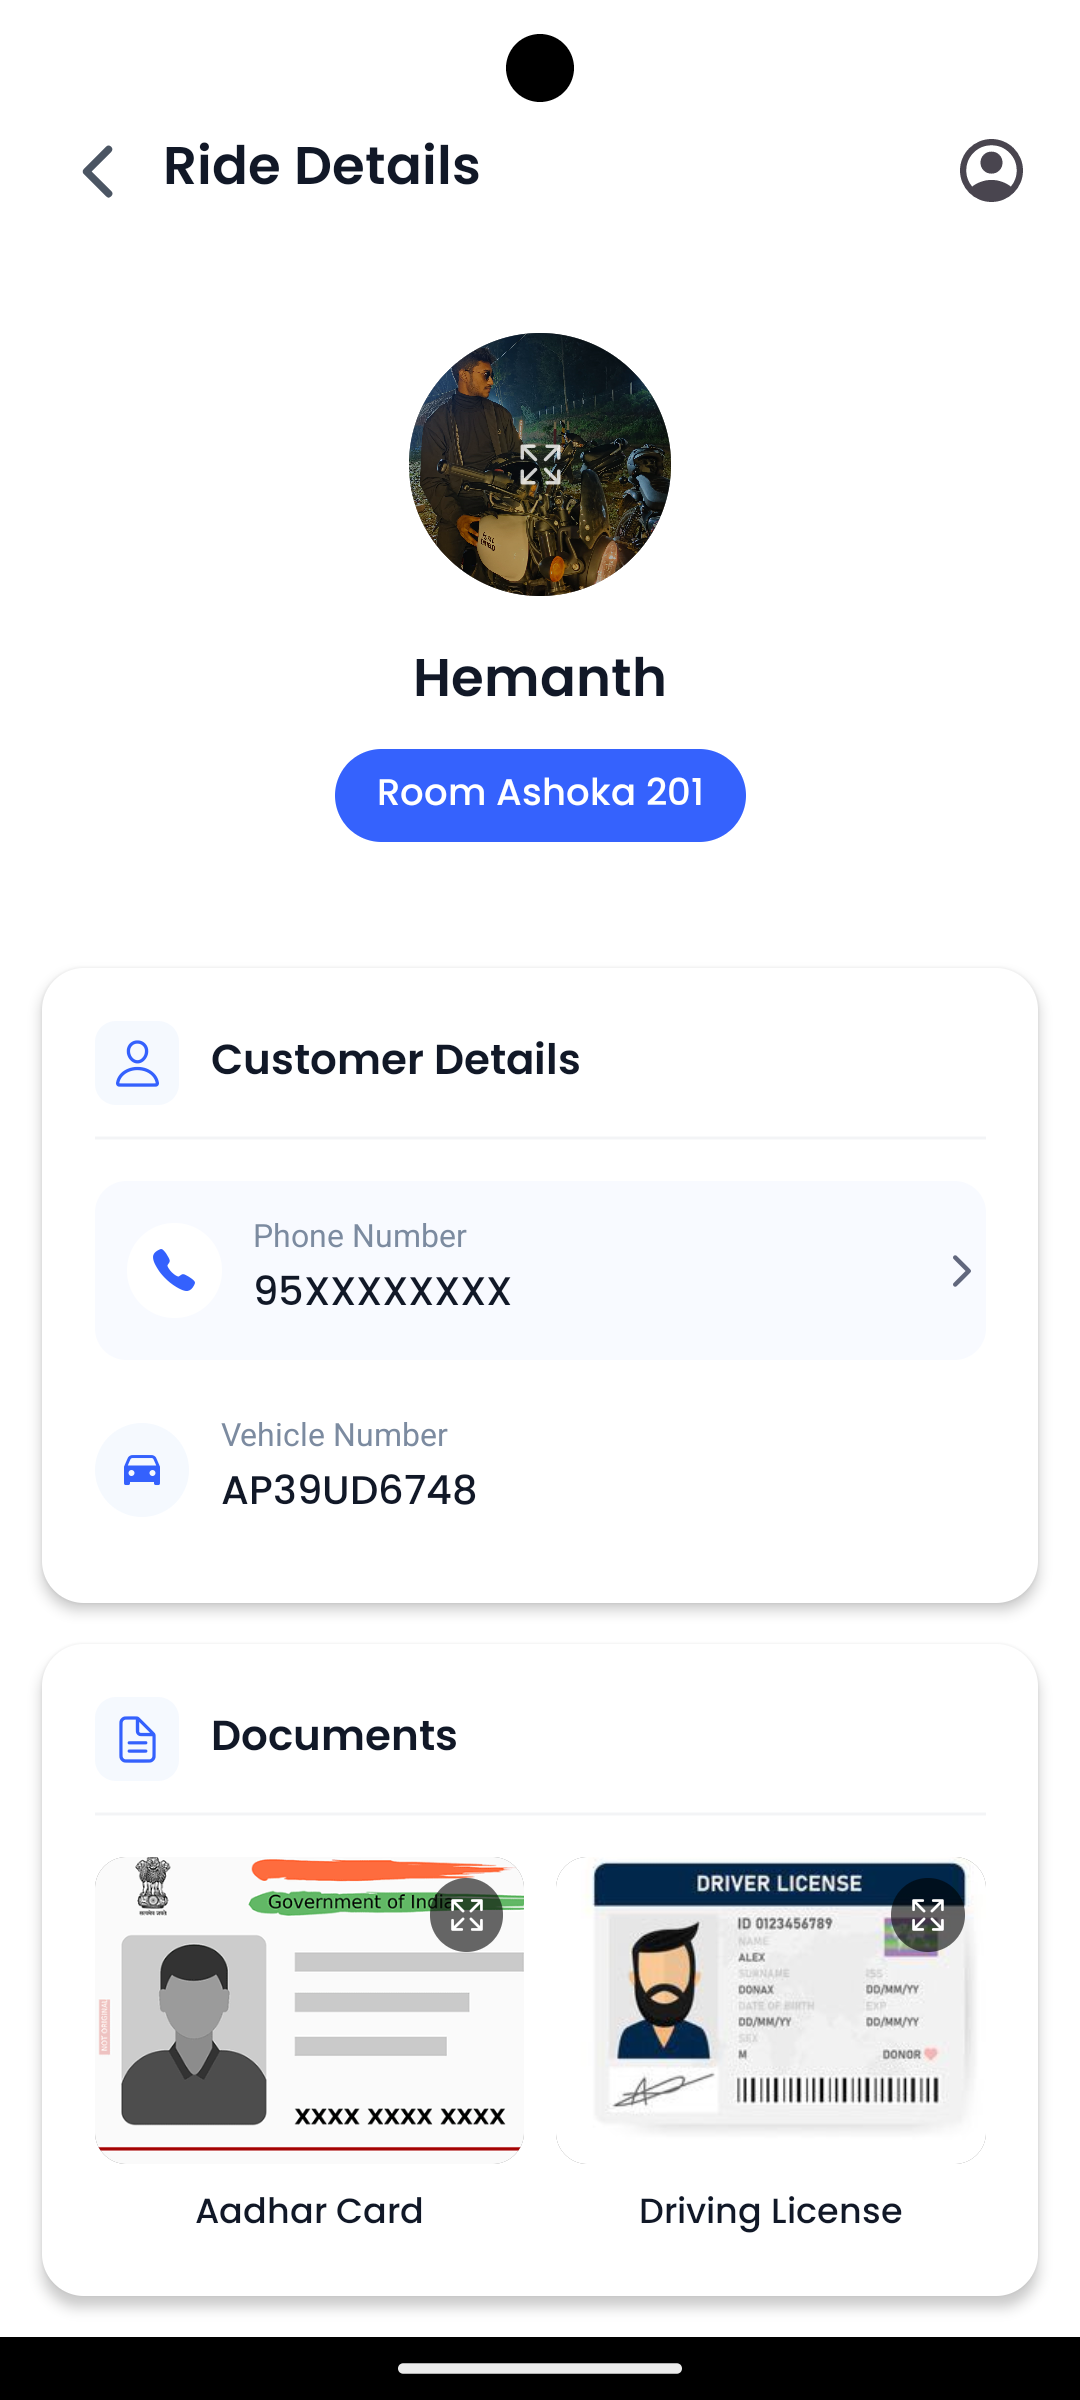 Ride Details
Hemanth
Room Ashoka 201
Customer Details
Phone Number
95XXXXXXXX
Vehicle Number
AP39UD6748
Documents
Government of India
NOT ORIGINAL
XXXX XXXX XXXX
Aadhar Card
DRIVER LICENSE
ID 0123456789
NAME
ALEX
SURNAME
ISS
DONAX
DD/MM/YY
DATE OF BIRTH
EXP
DD/MM/YY
DD/MM/YY
SEX
M
DONOR
Driving License